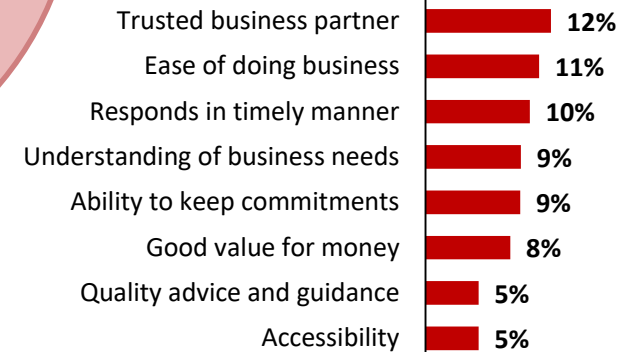 Trusted business partner 12%
Ease of doing business 11%
Responds in timely manner 10%
Understanding of business needs 9%
Ability to keep commitments 9%
Good value for money 8%
Quality advice and guidance 5%
Accessibility 5%